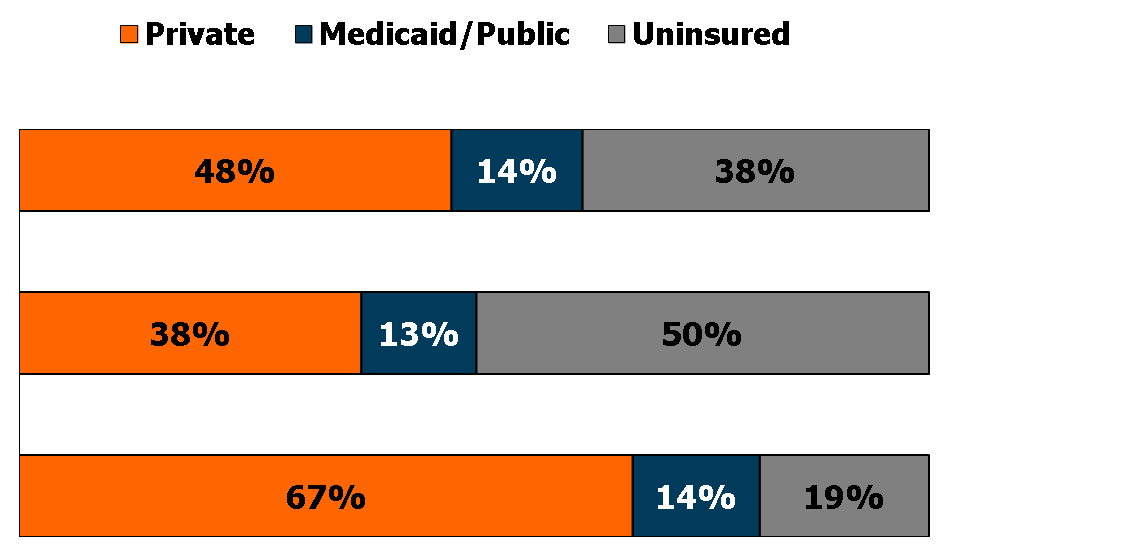 Private Medicaid/Public Uninsured
48% 14% 38%
38% 13% 50%
67% 14% 19%